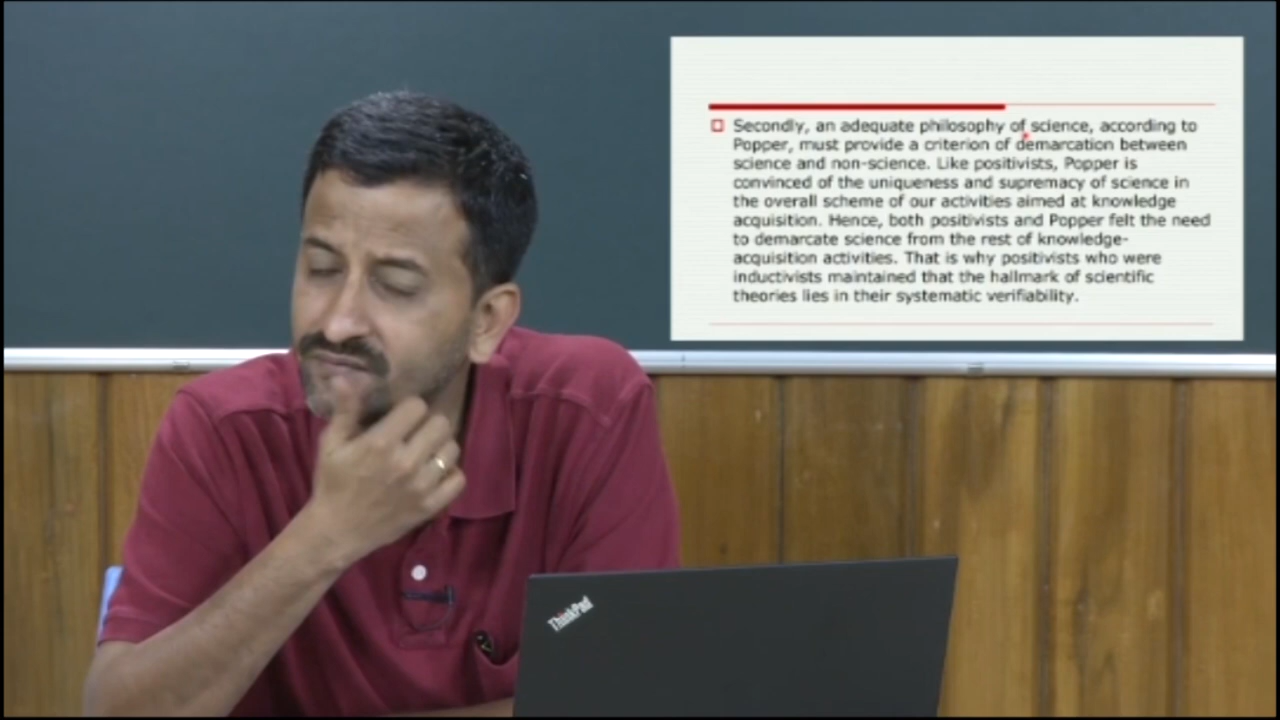 Secondly, an adequate philosophy of science, according to
Popper, must provide a criterion of demarcation between
science and non-science. Like positivists, Popper is
convinced of the uniqueness and supremacy of science in
the overall scheme of our activities aimed at knowledge
acquisition. Hence, both positivists and Popper felt the need
to demarcate science from the rest of knowledge-
acquisition activities. That is why positivists who were
inductivists maintained that the hallmark of scientific
theories lies in their systematic verifiability.
ThinkPad